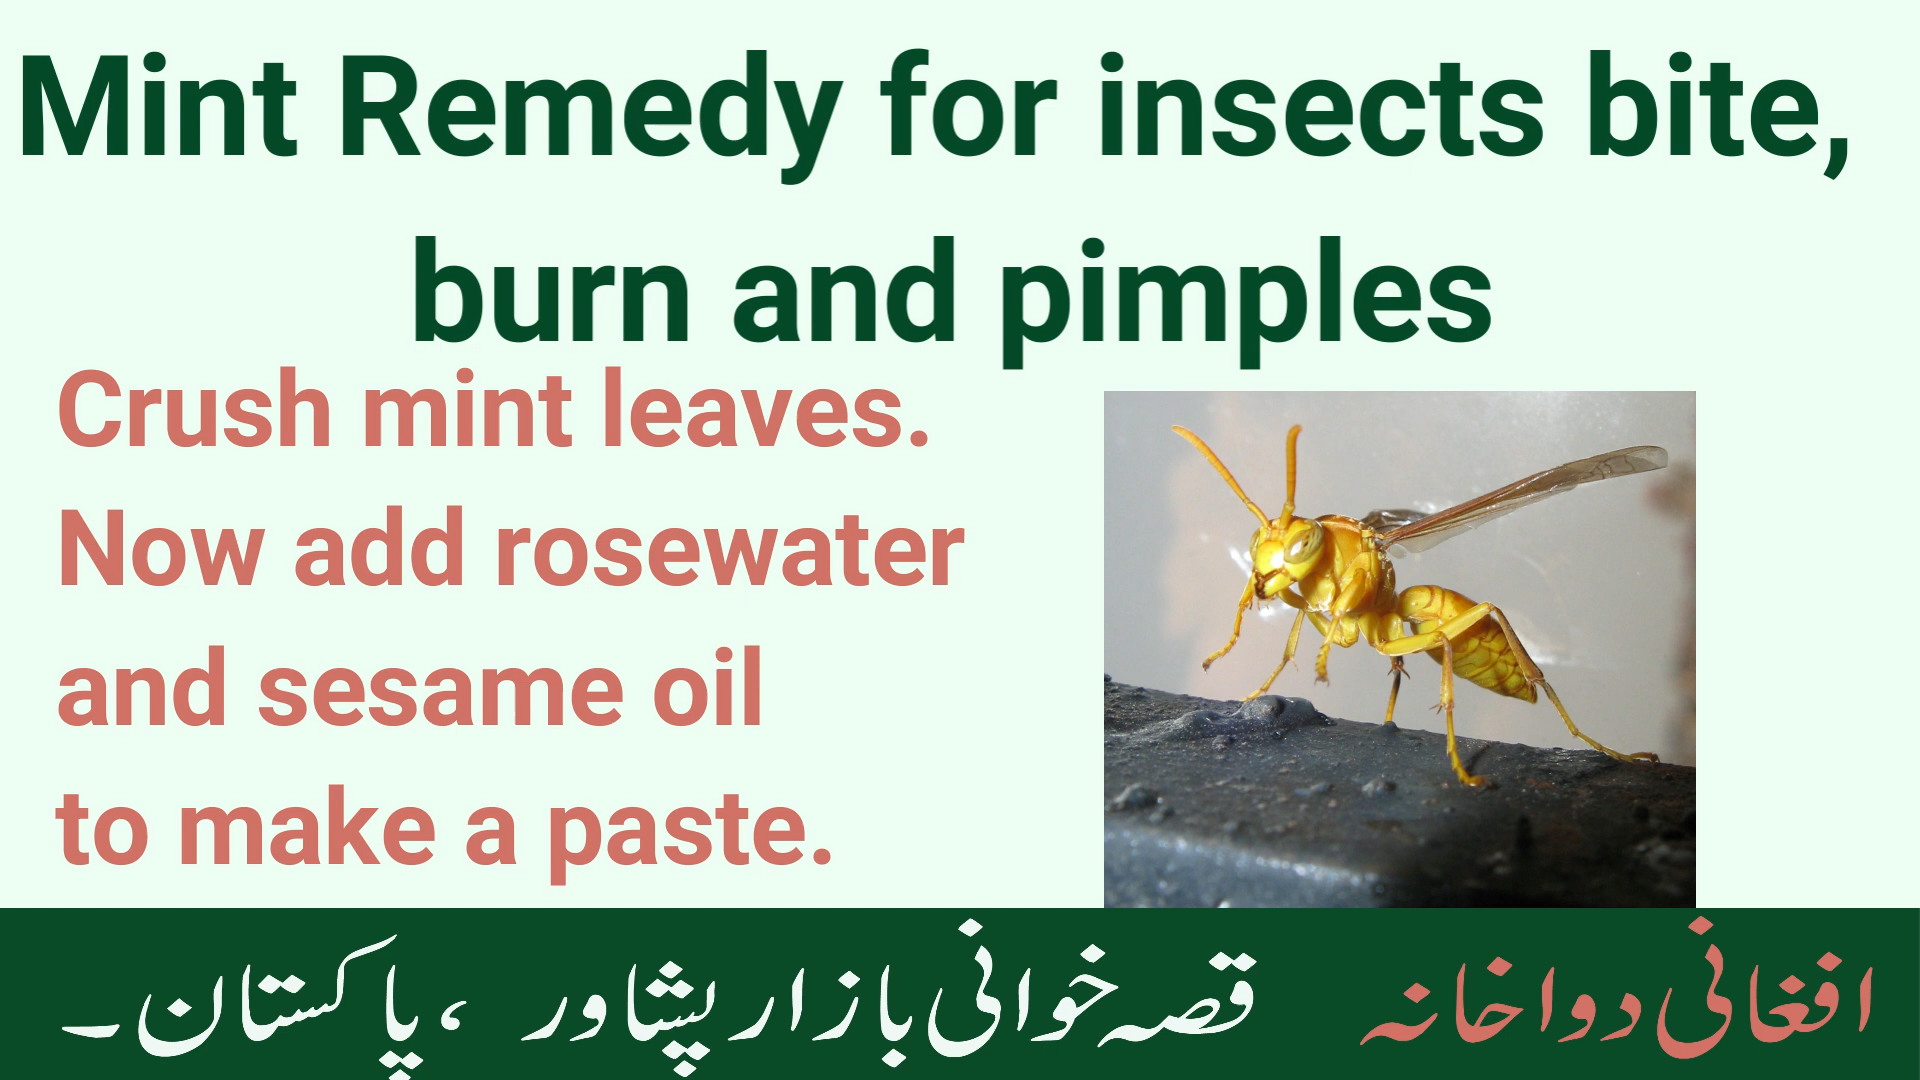 Mint Remedy for insects bite,
burn and pimples
Crush mint leaves.
Now add rosewater
and sesame oil
to make a paste.
افغانی دواخانہ قصہ خوانی بازار پشاور ، پاکستان۔